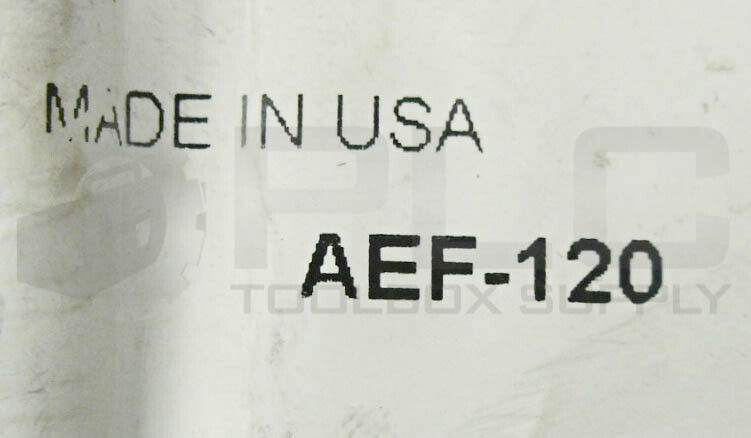 MADE IN USA
PLC
AEF-120
TOOLBOX SUPPLY